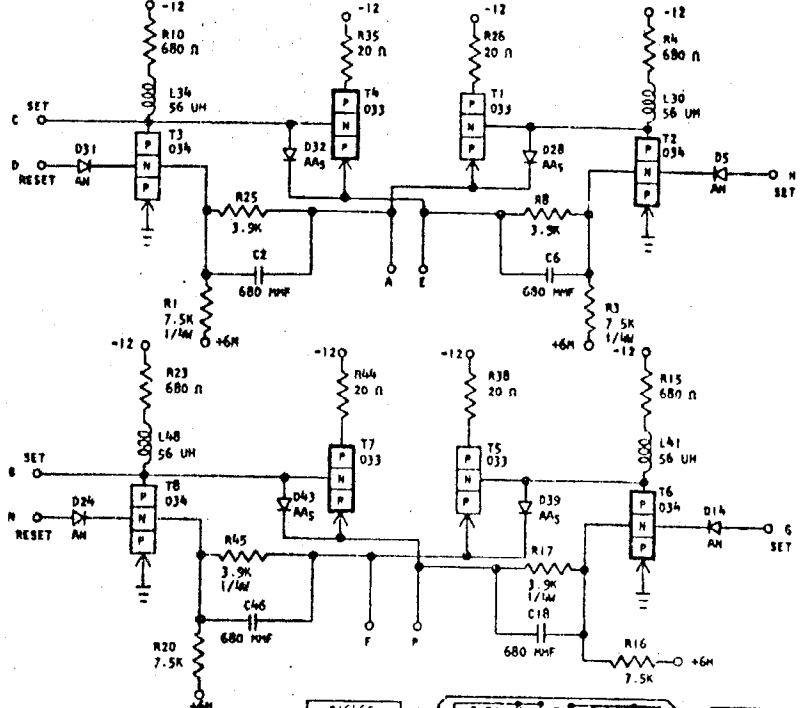 -12
-12
-12
-12
R10
680 Ω
R35
20 Ω
R26
20 Ω
R4
680 Ω
L34
56 UH
T4
033
T1
033
L30
56 UH
SET
C
T3
034
D32
AA5
D28
AA5
T2
034
D31
AN
D
RESET
P
N
P
P
N
P
P
N
P
P
N
P
D5
AN
H
SET
R25
3.9K
R8
3.9K
C2
680 MMF
A
E
C6
680 MMF
R1
7.5K
1/4W
+6M
R3
7.5K
1/4W
+6M
-12
-12
-12
-12
R23
680 Ω
R44
20 Ω
R38
20 Ω
R15
680 Ω
L48
56 UH
T7
033
T5
033
L41
56 UH
SET
T8
034
D43
AA5
D39
AA5
T6
034
D24
AN
N
RESET
P
N
P
P
N
P
P
N
P
P
N
P
D14
AN
G
SET
R45
3.9K
1/4W
R17
3.9K
1/4W
C46
680 MMF
F
P
C18
680 MMF
R20
7.5K
+6M
R16
7.5K
+6M